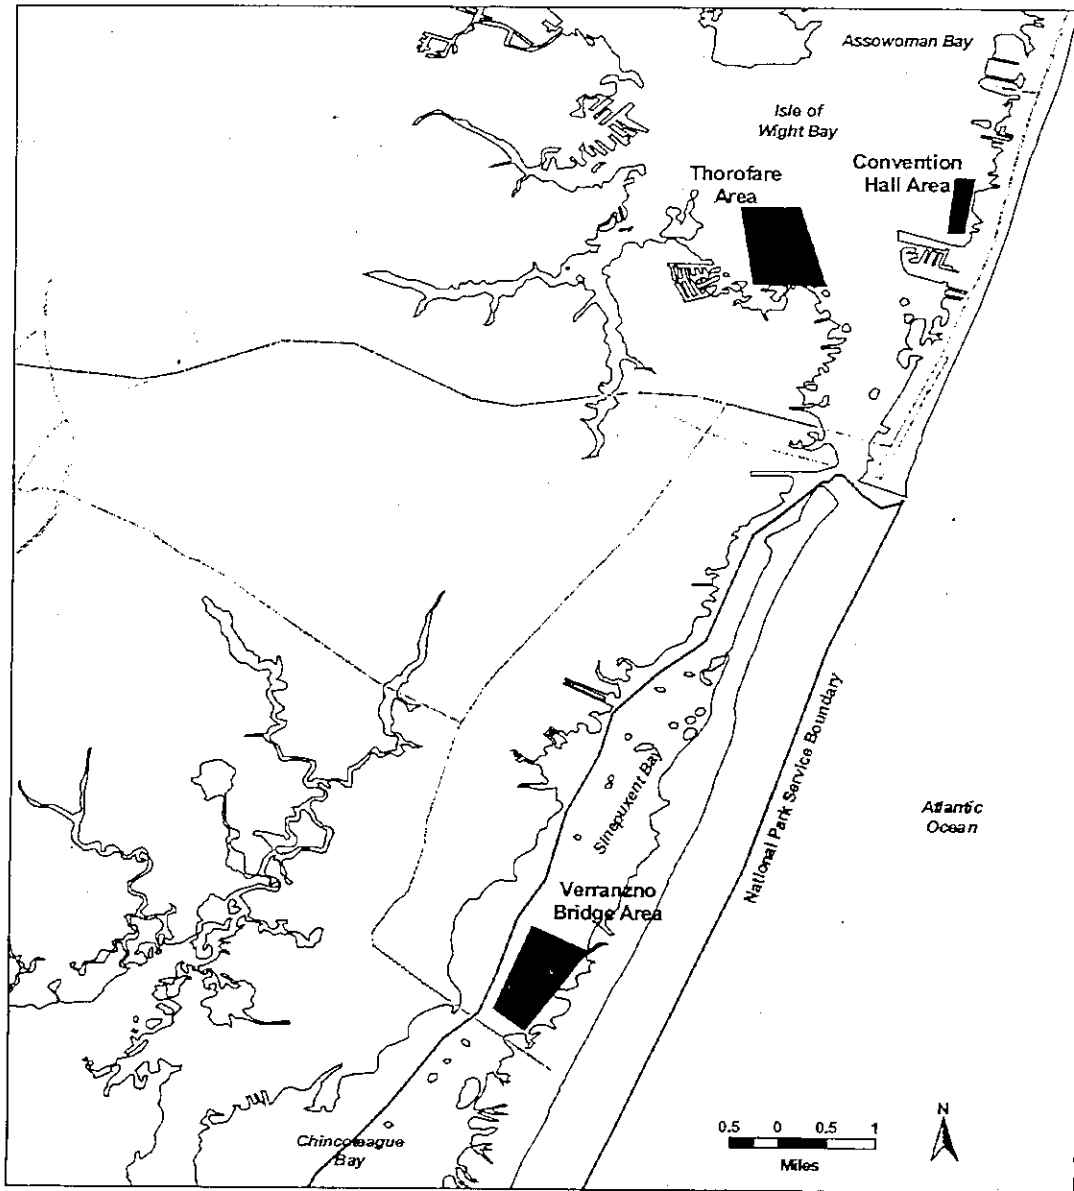 Assowoman Bay
Isle of
Wight Bay
Convention
Hall Area
Thorofare
Area
National Park Service Boundary
Sinepuxent Bay
Atlantic
Ocean
Verranzno
Bridge Area
Chincoteague
Bay
N
0.5 0 0.5 1
Miles